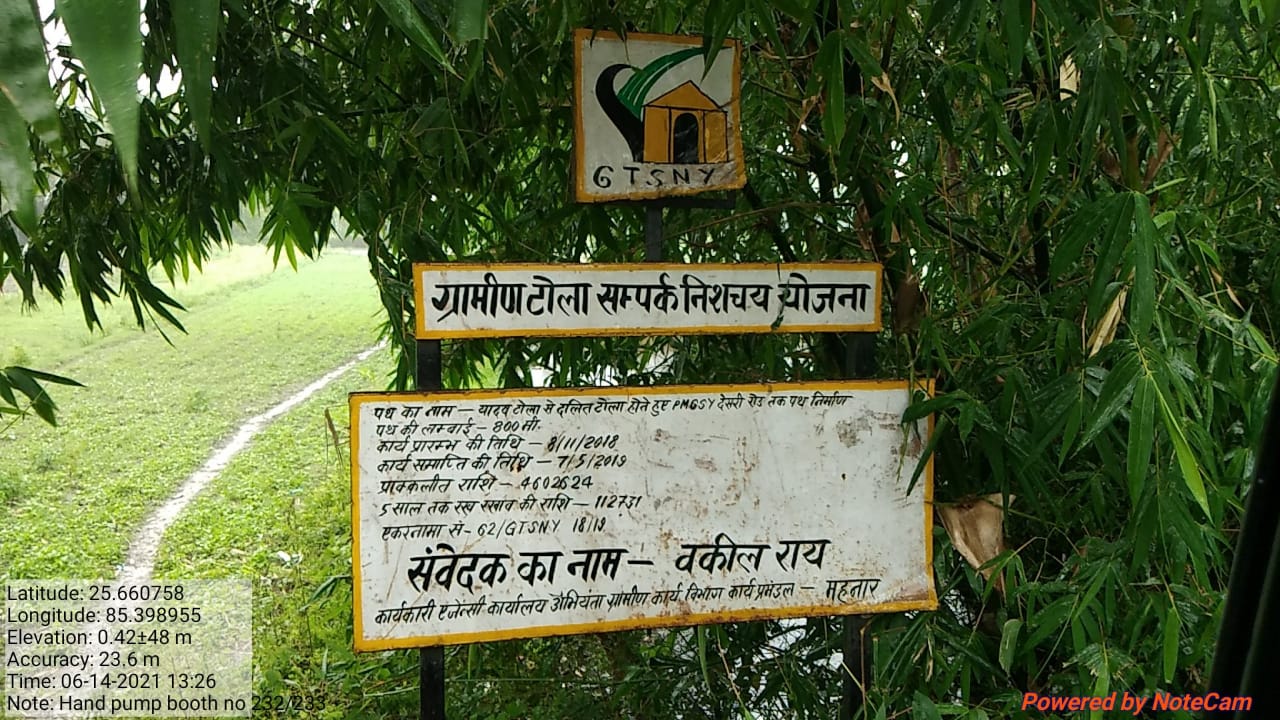 GTSNY
ग्रामीण टोला सम्पर्क निशचय योजना
पथ का नाम — यादव टोला से दलित टोला होते हुए PMGSY देसरी रोड तक पथ निर्माण
पथ की लम्बाई - 800 मी.
कार्य प्रारम्भ की तिथि - 8/11/2018
कार्य समाप्ति की तिथि - 7/5/2019
प्राक्कलीत राशि - 4602624
5 साल तक रख रखाव की राशि - 112731
एकरनामा सं- 62/GTSNY 18/19
संवेदक का नाम — वकील राय
कार्यकारी एजेन्सी कार्यालय अभियंता ग्रामीण कार्य विभाग कार्य प्रमंडल — महनार
Latitude: 25.660758
Longitude: 85.398955
Elevation: 0.42±48 m
Accuracy: 23.6 m
Time: 06-14-2021 13:26
Note: Hand pump booth no 232/233
Powered by NoteCam